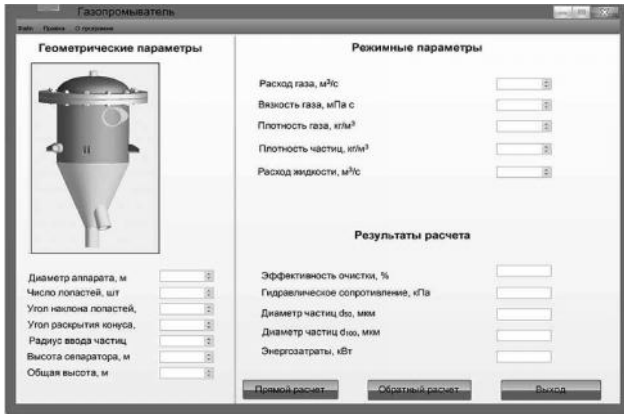 Газопромыватель
Файл Правка О программе
Геометрические параметры
Диаметр аппарата, м
Число лопастей, шт
Угол наклона лопастей,
Угол раскрытия конуса,
Радиус ввода частиц
Высота сепаратора, м
Общая высота, м
Режимные параметры
Расход газа, м³/с
Вязкость газа, мПа с
Плотность газа, кг/м³
Плотность частиц, кг/м³
Расход жидкости, м³/с
Результаты расчета
Эффективность очистки, %
Гидравлическое сопротивление, кПа
Диаметр частиц d₅₀, мкм
Диаметр частиц d₁₀₀, мкм
Энергозатраты, кВт
Прямой расчет
Обратный расчет
Выход